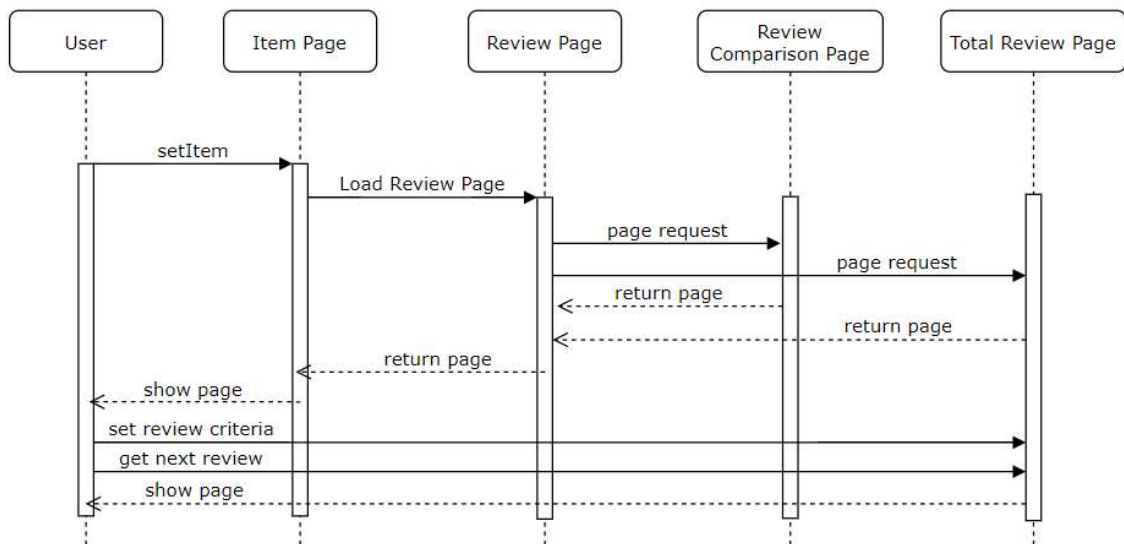 User
Item Page
Review Page
Review
Comparison Page
Total Review Page
setItem
Load Review Page
page request
page request
return page
return page
return page
show page
set review criteria
get next review
show page